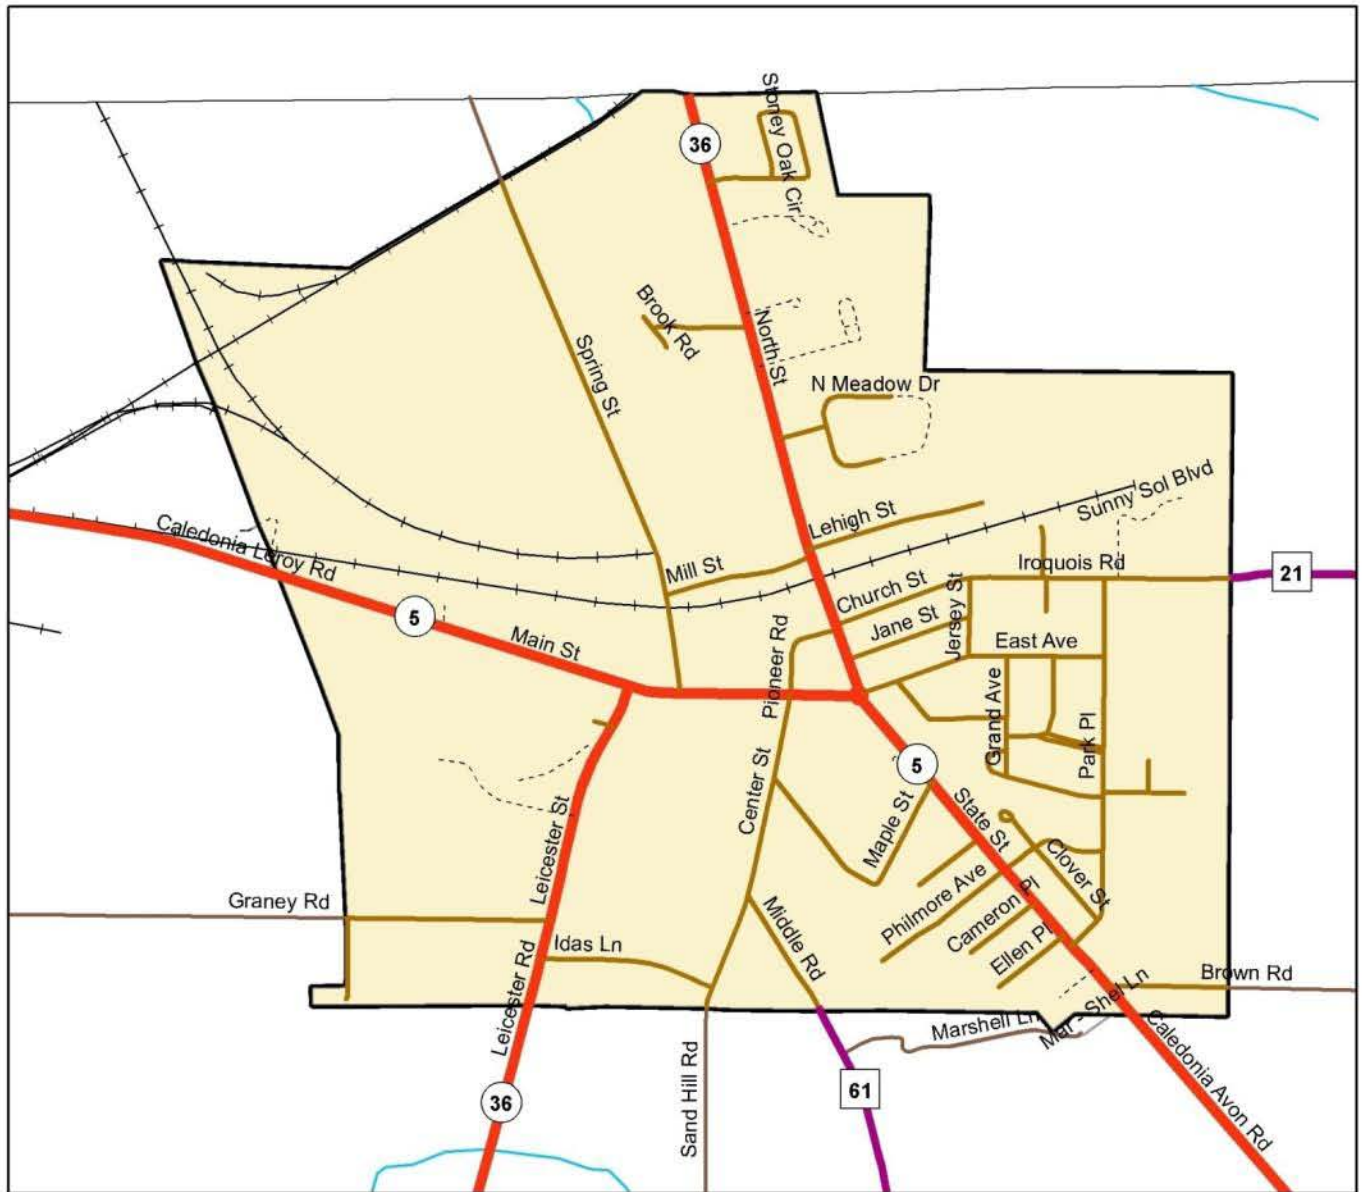 Stoney Oak Cir
36
Brook Rd
North St
Spring St
N Meadow Dr
Sunny Sol Blvd
Lehigh St
Caledonia Leroy Rd
Mill St
Iroquois Rd
21
Church St
5
Jane St
Jersey St
Main St
Pioneer Rd
East Ave
Grand Ave
Park Pl
5
Center St
Maple St
State St
Leicester St
Clover St
Graney Rd
Philmore Ave
Cameron Pl
Idas Ln
Middle Rd
Ellen Pl
Leicester Rd
Brown Rd
Mar - Shel Ln
Marshell Ln
Caledonia Avon Rd
Sand Hill Rd
61
36